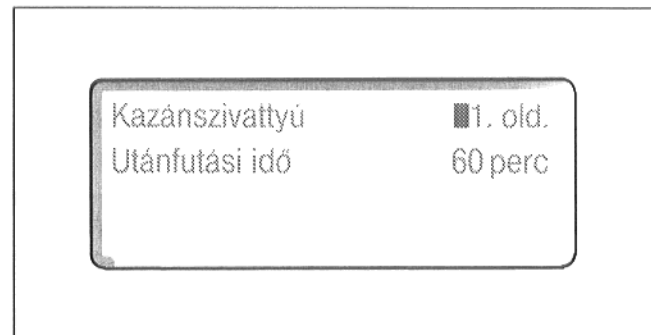 Kazánszivattyú 1. old.
Utánfutási idő 60 perc